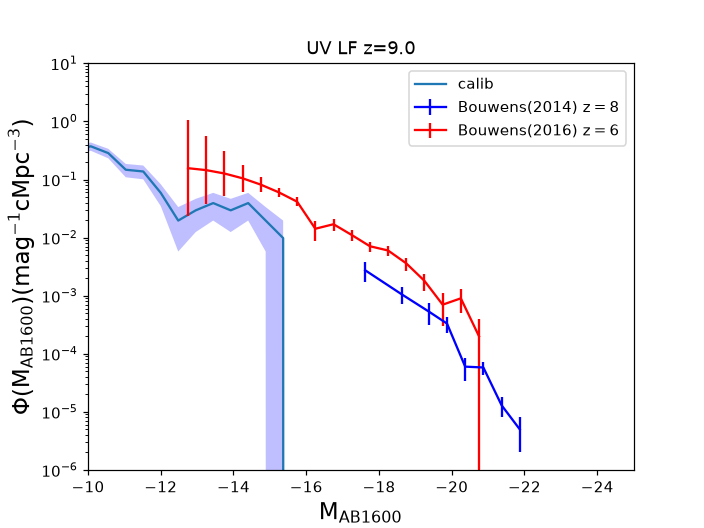 UV LF z=9.0
calib
Bouwens(2014) z = 8
Bouwens(2016) z = 6
10¹
10⁰
10⁻¹
10⁻²
10⁻³
10⁻⁴
10⁻⁵
10⁻⁶
Φ(M_AB1600)(mag⁻¹cMpc⁻³)
−10 −12 −14 −16 −18 −20 −22 −24
M_AB1600